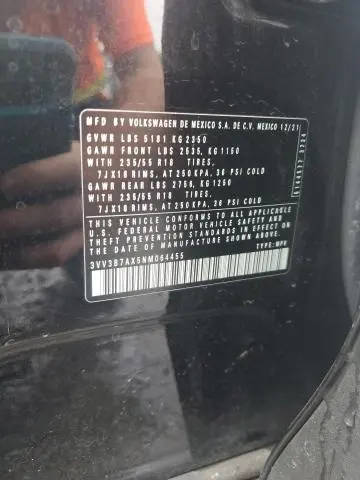 MFD BY VOLKSWAGEN DE MEXICO S.A. DE C.V. MEXICO 12/21
GVWR LBS 5181 KG 2350
GAWR FRONT LBS 2535, KG 1150
WITH 235/55 R18 TIRES,
7JX18 RIMS, AT 250 KPA, 36 PSI COLD
GAWR REAR LBS 2756, KG 1250
WITH 235/55 R18 TIRES,
7JX18 RIMS, AT 250 KPA, 36 PSI COLD
THIS VEHICLE CONFORMS TO ALL APPLICABLE
U.S. FEDERAL MOTOR VEHICLE SAFETY AND
THEFT PREVENTION STANDARDS IN EFFECT ON
THE DATE OF MANUFACTURE SHOWN ABOVE
TYPE: MPV
3VV3B7AX5NM064455